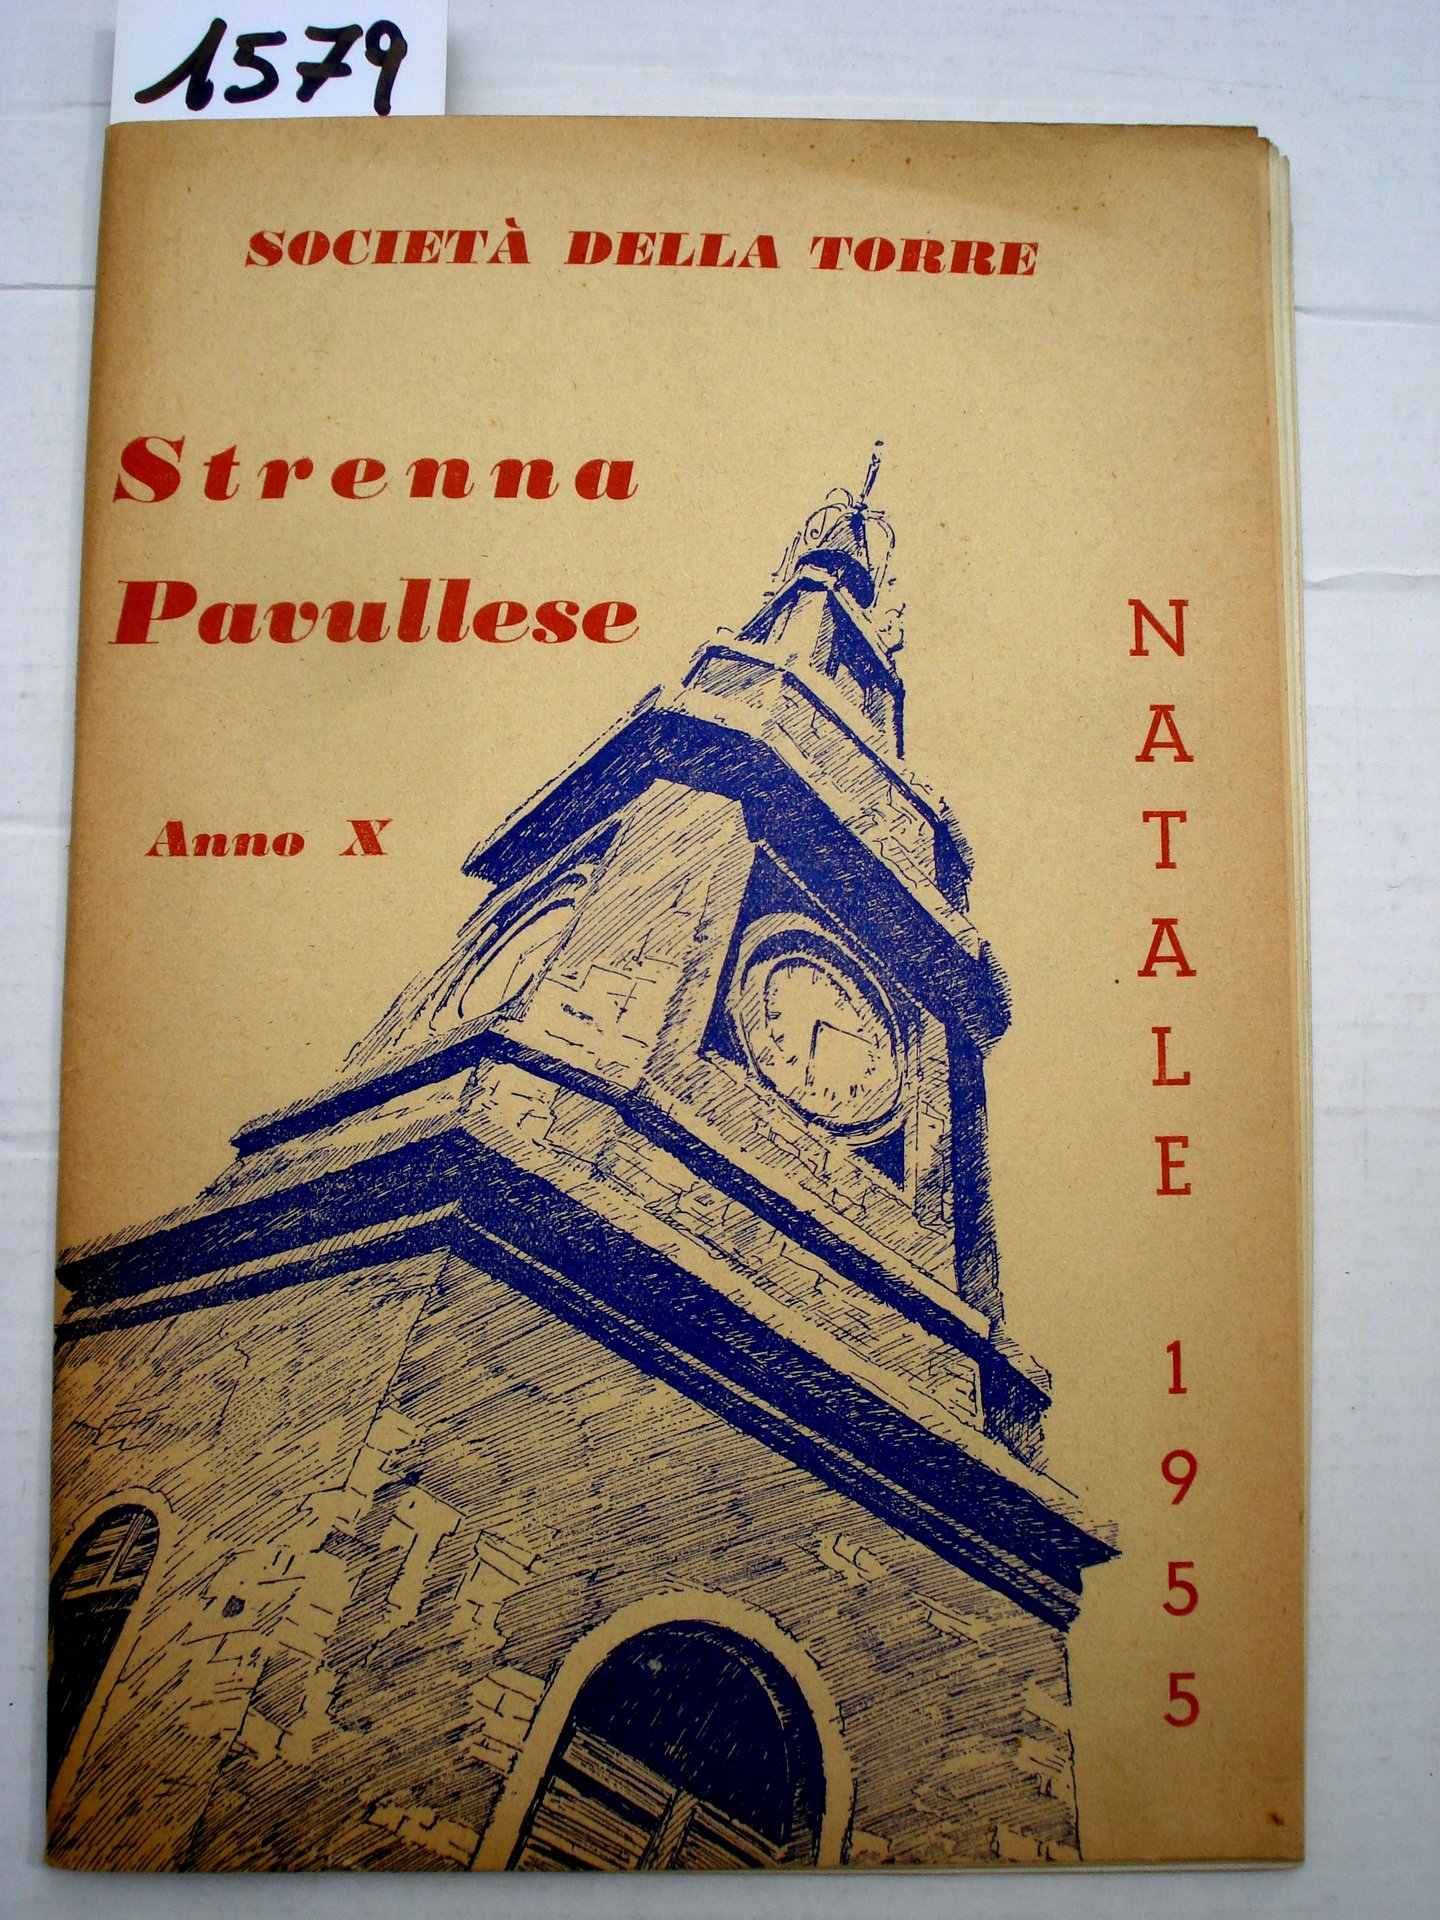 1579
SOCIETÀ DELLA TORRE
Strenna
Pavullese
Anno X
NATALE 1955